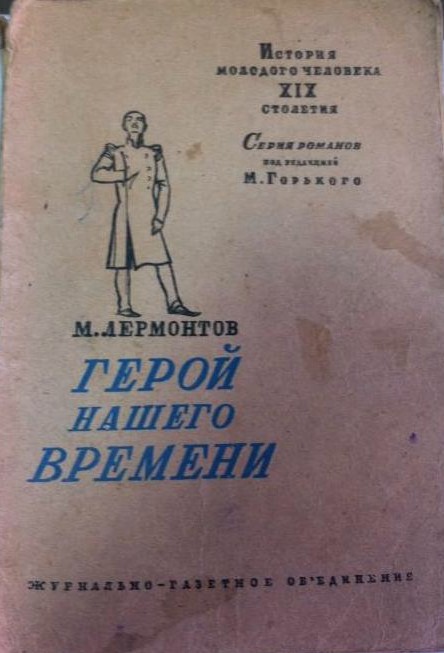 История
молодого человека
XIX
столетия
Серия романов
под редакцией
М. Горького
М. ЛЕРМОНТОВ
ГЕРОЙ
НАШЕГО
ВРЕМЕНИ
ЖУРНАЛЬНО-ГАЗЕТНОЕ ОБ'ЕДИНЕНИЕ